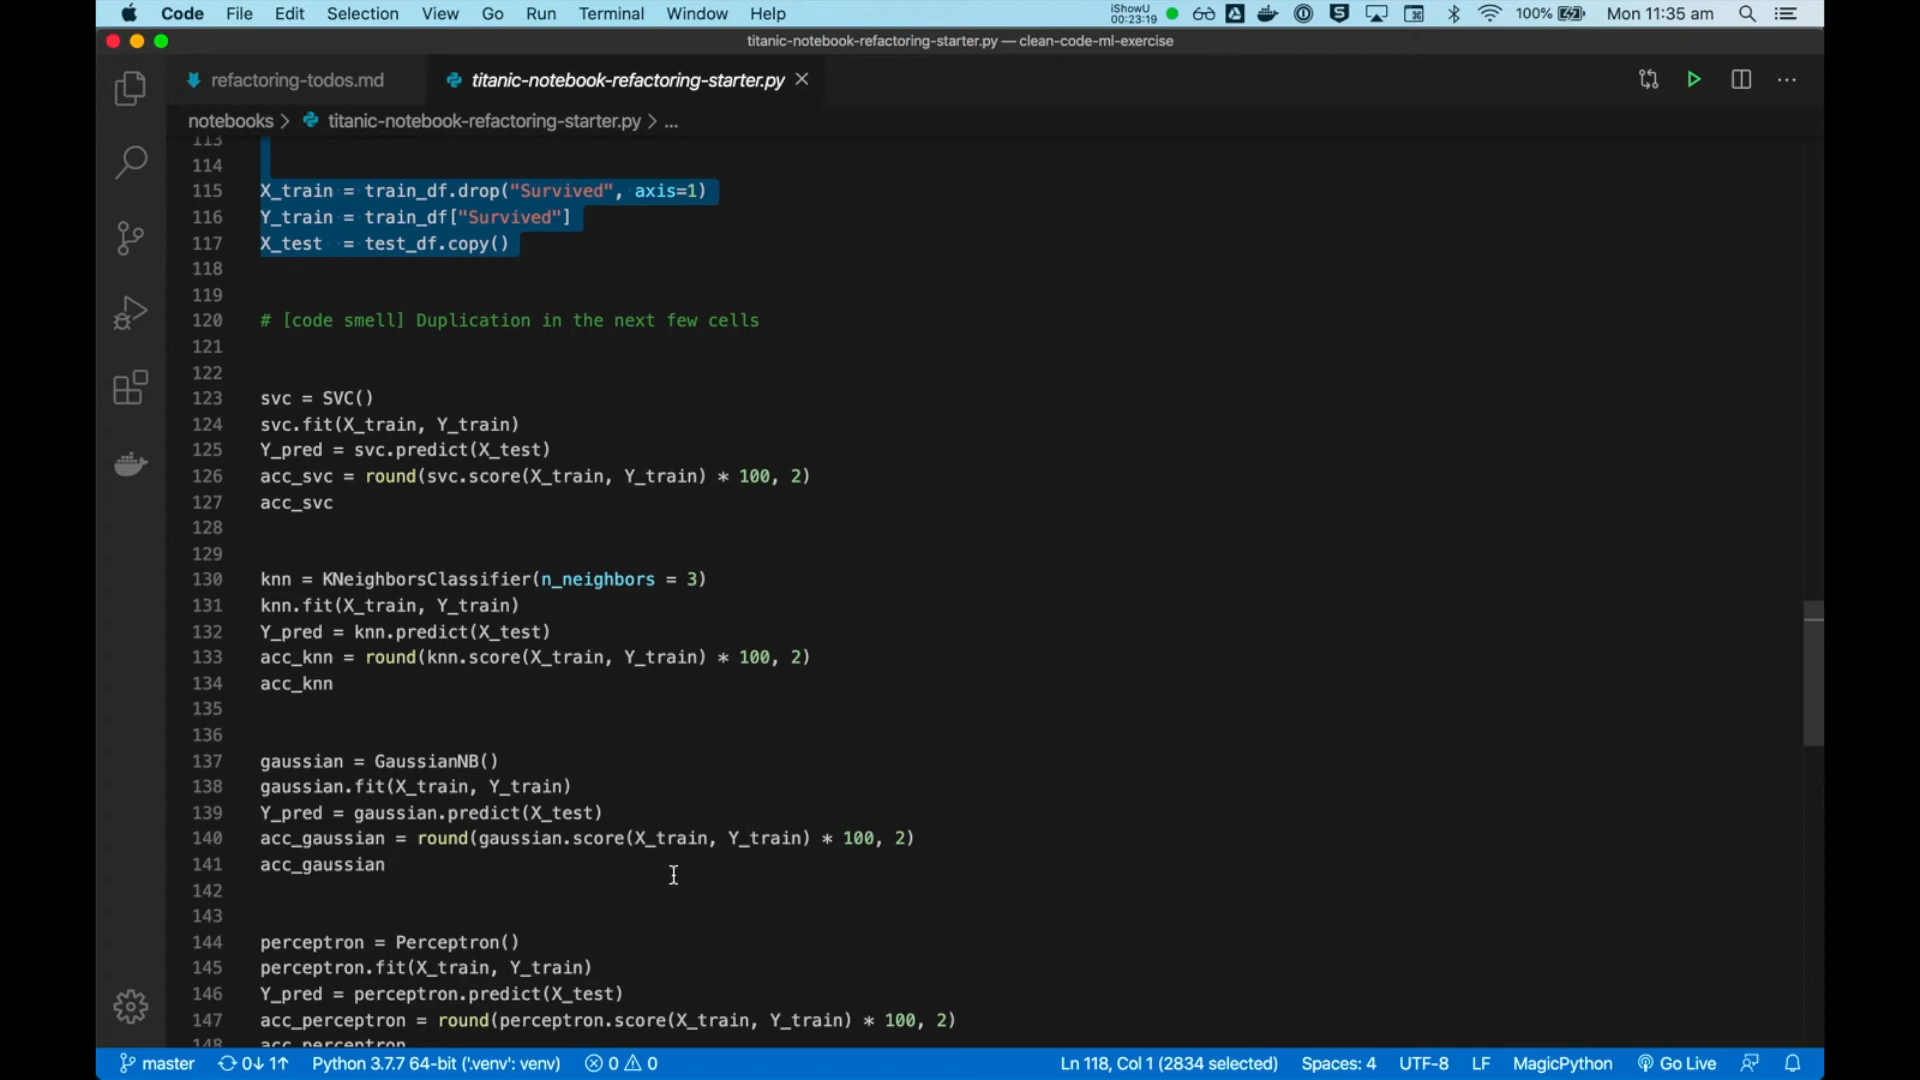 Code File Edit Selection View Go Run Terminal Window Help iShowU 00:23:19 100% Mon 11:35 am
titanic-notebook-refactoring-starter.py — clean-code-ml-exercise
refactoring-todos.md titanic-notebook-refactoring-starter.py
notebooks > titanic-notebook-refactoring-starter.py > ...
113
114
115 X_train = train_df.drop("Survived", axis=1)
116 Y_train = train_df["Survived"]
117 X_test  = test_df.copy()
118
119
120 # [code smell] Duplication in the next few cells
121
122
123 svc = SVC()
124 svc.fit(X_train, Y_train)
125 Y_pred = svc.predict(X_test)
126 acc_svc = round(svc.score(X_train, Y_train) * 100, 2)
127 acc_svc
128
129
130 knn = KNeighborsClassifier(n_neighbors = 3)
131 knn.fit(X_train, Y_train)
132 Y_pred = knn.predict(X_test)
133 acc_knn = round(knn.score(X_train, Y_train) * 100, 2)
134 acc_knn
135
136
137 gaussian = GaussianNB()
138 gaussian.fit(X_train, Y_train)
139 Y_pred = gaussian.predict(X_test)
140 acc_gaussian = round(gaussian.score(X_train, Y_train) * 100, 2)
141 acc_gaussian
142
143
144 perceptron = Perceptron()
145 perceptron.fit(X_train, Y_train)
146 Y_pred = perceptron.predict(X_test)
147 acc_perceptron = round(perceptron.score(X_train, Y_train) * 100, 2)
148 acc_perceptron
master 0↓ 1↑ Python 3.7.7 64-bit ('.venv': venv) 0 0 Ln 118, Col 1 (2834 selected) Spaces: 4 UTF-8 LF MagicPython Go Live